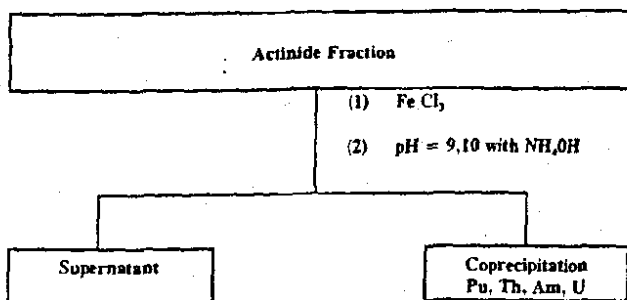 Actinide Fraction
(1) Fe Cl₃
(2) pH = 9,10 with NH₄OH
Supernatant
Coprecipitation
Pu, Th, Am, U